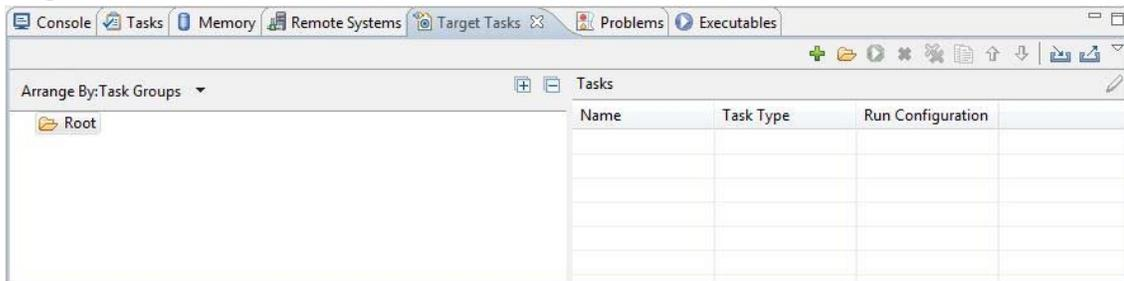 Console Tasks Memory Remote Systems Target Tasks Problems Executables
Arrange By:Task Groups
Root
Tasks
Name Task Type Run Configuration